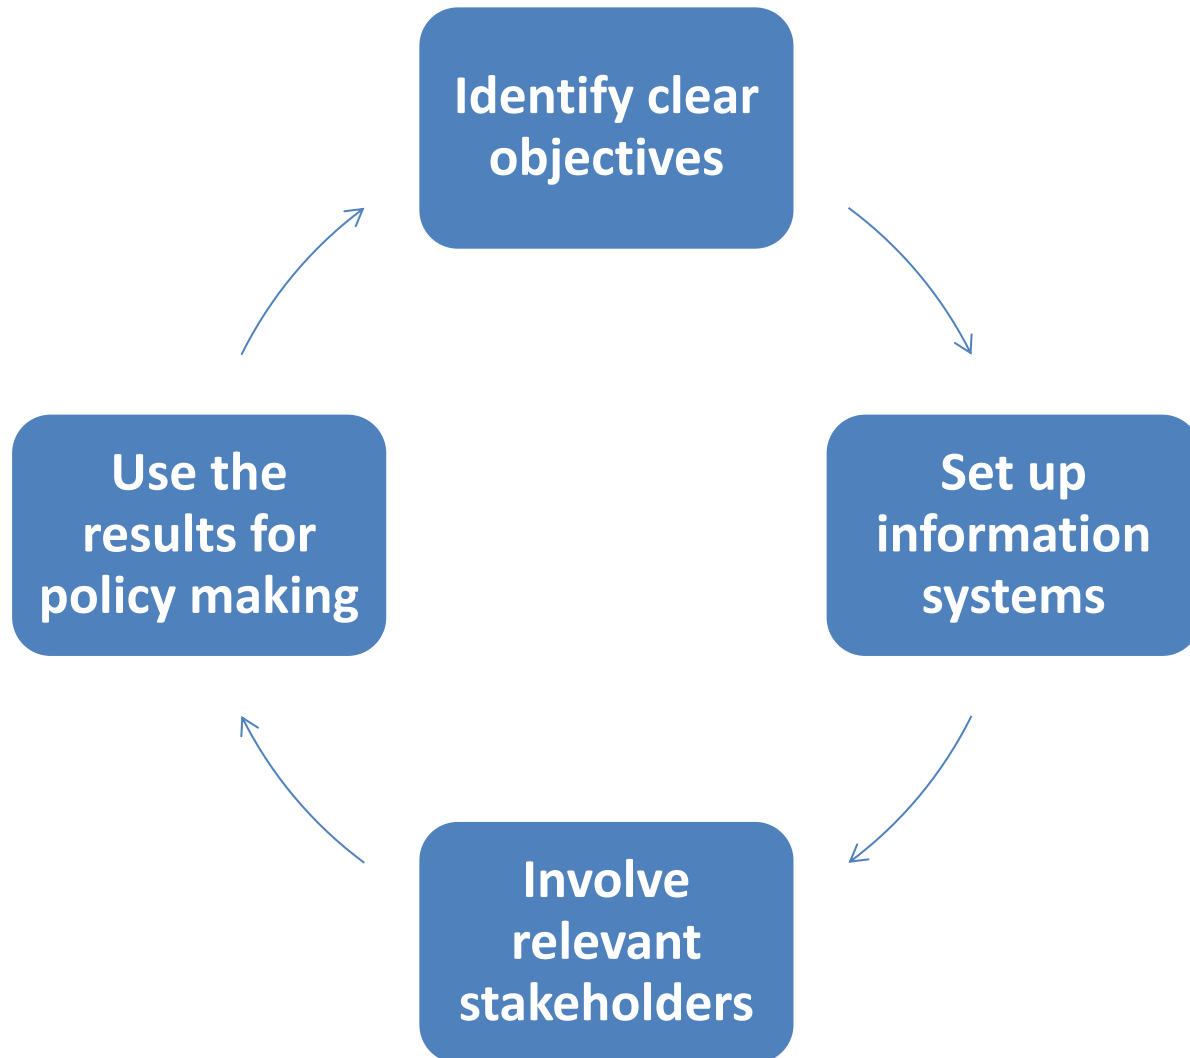 Identify clear
objectives
Set up
information
systems
Involve
relevant
stakeholders
Use the
results for
policy making